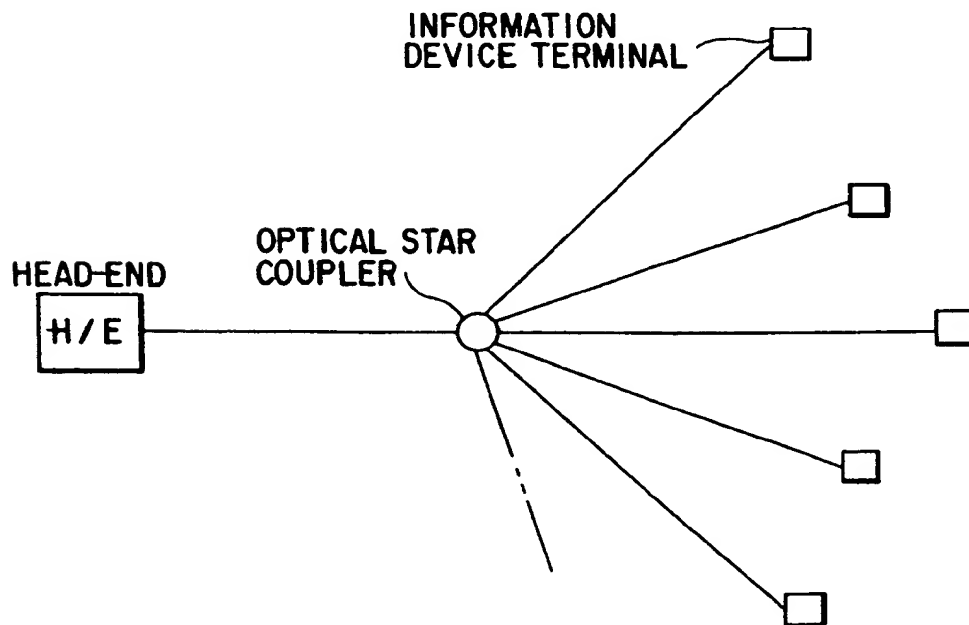 INFORMATION
DEVICE TERMINAL
OPTICAL STAR
COUPLER
HEAD-END
H/E